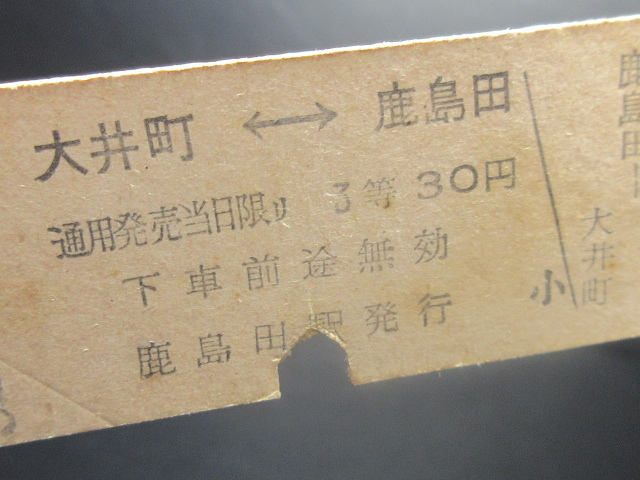 大井町 ←→ 鹿島田
通用発売当日限り 3等 30円
下車前途無効
鹿島田駅発行
小
鹿島田
大井町